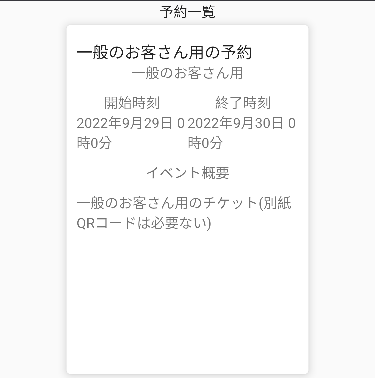 予約一覧
一般のお客さん用の予約
一般のお客さん用
開始時刻 終了時刻
2022年9月29日 0 2022年9月30日 0
時0分 時0分
イベント概要
一般のお客さん用のチケット(別紙
QRコードは必要ない)